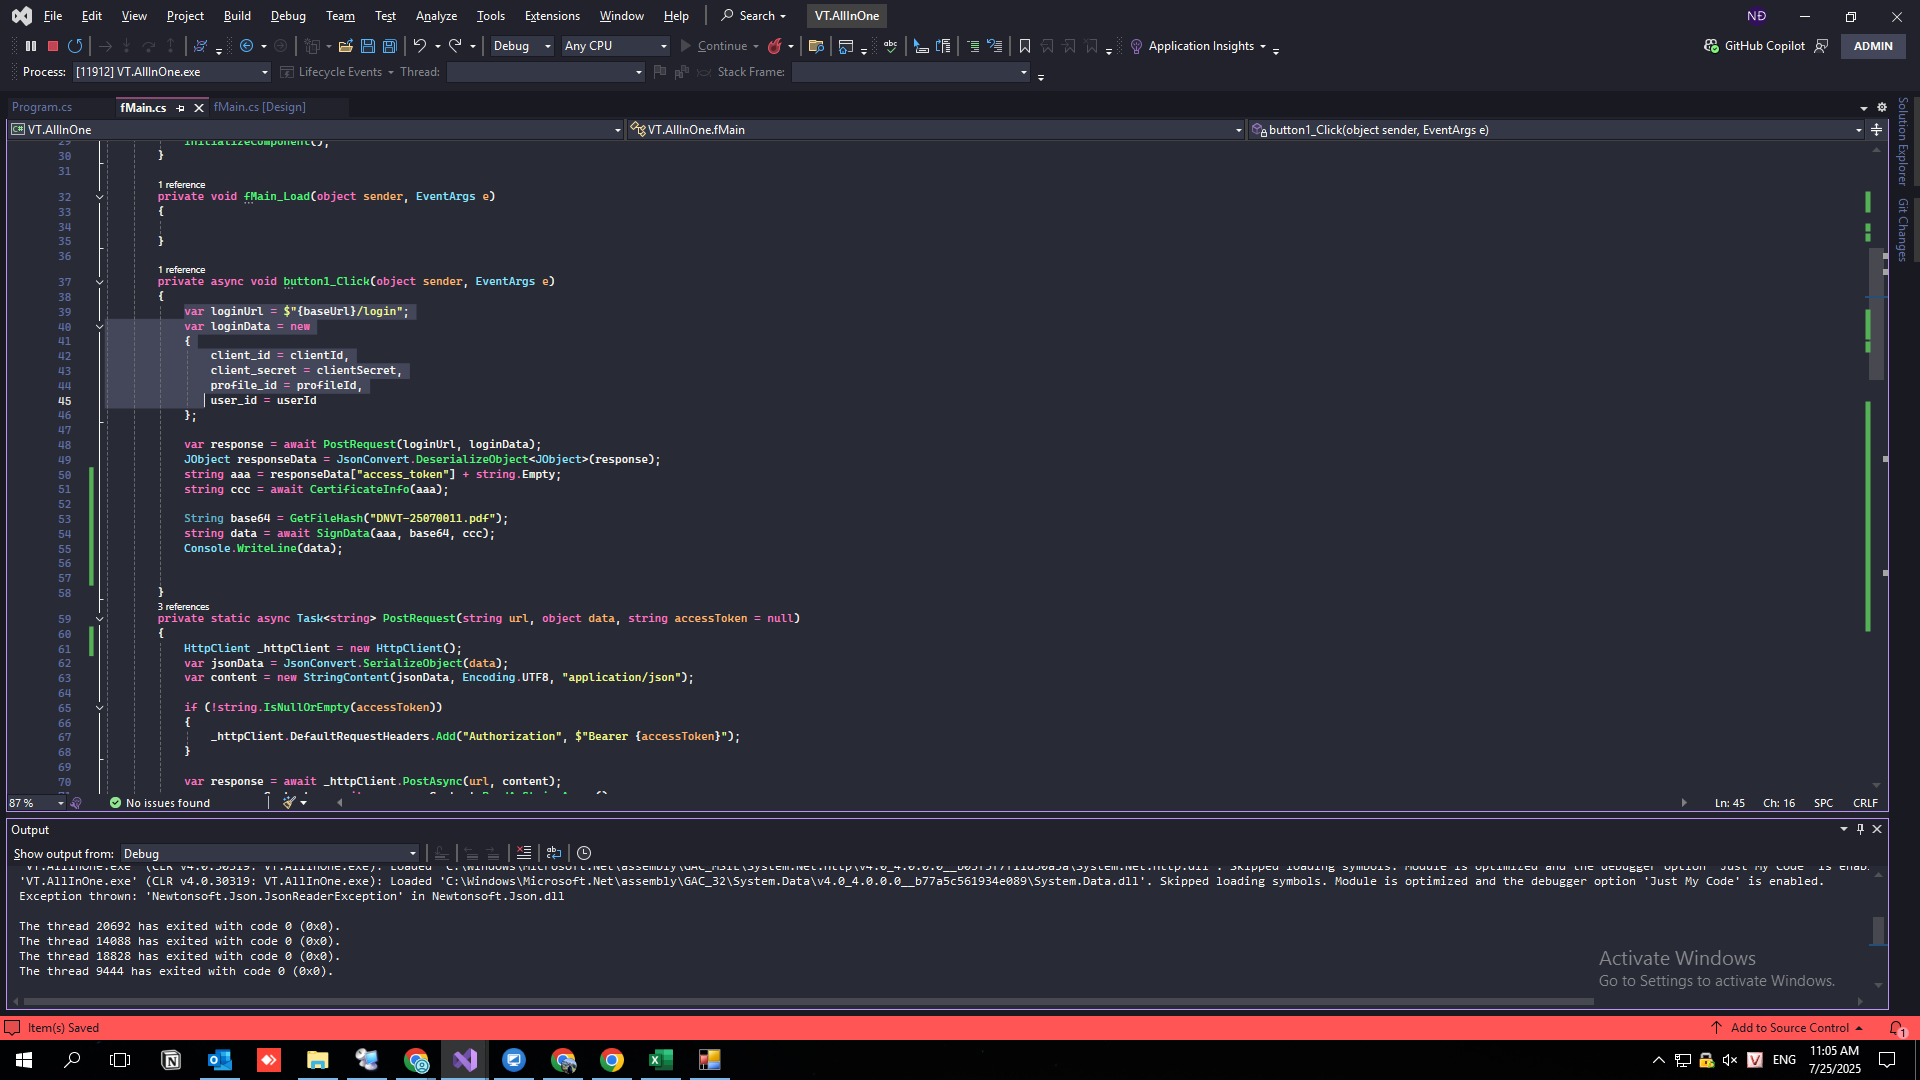 File Edit View Project Build Debug Team Test Analyze Tools Extensions Window Help Search VT.AllInOne NĐ
Debug Any CPU Continue Application Insights GitHub Copilot ADMIN
Process: [11912] VT.AllInOne.exe Lifecycle Events Thread: Stack Frame:
Program.cs fMain.cs fMain.cs [Design]
VT.AllInOne VT.AllInOne.fMain button1_Click(object sender, EventArgs e)
Solution Explorer
Git Changes
29 InitializeComponent();
30 }
31
1 reference
32 private void fMain_Load(object sender, EventArgs e)
33 {
34
35 }
36
1 reference
37 private async void button1_Click(object sender, EventArgs e)
38 {
39 var loginUrl = $"{baseUrl}/login";
40 var loginData = new
41 {
42 client_id = clientId,
43 client_secret = clientSecret,
44 profile_id = profileId,
45 user_id = userId
46 };
47
48 var response = await PostRequest(loginUrl, loginData);
49 JObject responseData = JsonConvert.DeserializeObject<JObject>(response);
50 string aaa = responseData["access_token"] + string.Empty;
51 string ccc = await CertificateInfo(aaa);
52
53 String base64 = GetFileHash("DNVT-25070011.pdf");
54 string data = await SignData(aaa, base64, ccc);
55 Console.WriteLine(data);
56
57
58 }
3 references
59 private static async Task<string> PostRequest(string url, object data, string accessToken = null)
60 {
61 HttpClient _httpClient = new HttpClient();
62 var jsonData = JsonConvert.SerializeObject(data);
63 var content = new StringContent(jsonData, Encoding.UTF8, "application/json");
64
65 if (!string.IsNullOrEmpty(accessToken))
66 {
67 _httpClient.DefaultRequestHeaders.Add("Authorization", $"Bearer {accessToken}");
68 }
69
70 var response = await _httpClient.PostAsync(url, content);
87 % No issues found Ln: 45 Ch: 16 SPC CRLF
Output
Show output from: Debug
'VT.AllInOne.exe' (CLR v4.0.30319: VT.AllInOne.exe): Loaded 'C:\Windows\Microsoft.Net\assembly\GAC_MSIL\System.Net.Http\v4.0_4.0.0.0__b03f5f7f11d50a3a\System.Net.Http.dll'. Skipped loading symbols. Module is optimized and the debugger option 'Just My Code' is enab
'VT.AllInOne.exe' (CLR v4.0.30319: VT.AllInOne.exe): Loaded 'C:\Windows\Microsoft.Net\assembly\GAC_32\System.Data\v4.0_4.0.0.0__b77a5c561934e089\System.Data.dll'. Skipped loading symbols. Module is optimized and the debugger option 'Just My Code' is enabled.
Exception thrown: 'Newtonsoft.Json.JsonReaderException' in Newtonsoft.Json.dll
The thread 20692 has exited with code 0 (0x0).
The thread 14088 has exited with code 0 (0x0).
The thread 18828 has exited with code 0 (0x0).
The thread 9444 has exited with code 0 (0x0).
Activate Windows
Go to Settings to activate Windows.
Item(s) Saved Add to Source Control 1
ENG 11:05 AM
7/25/2025